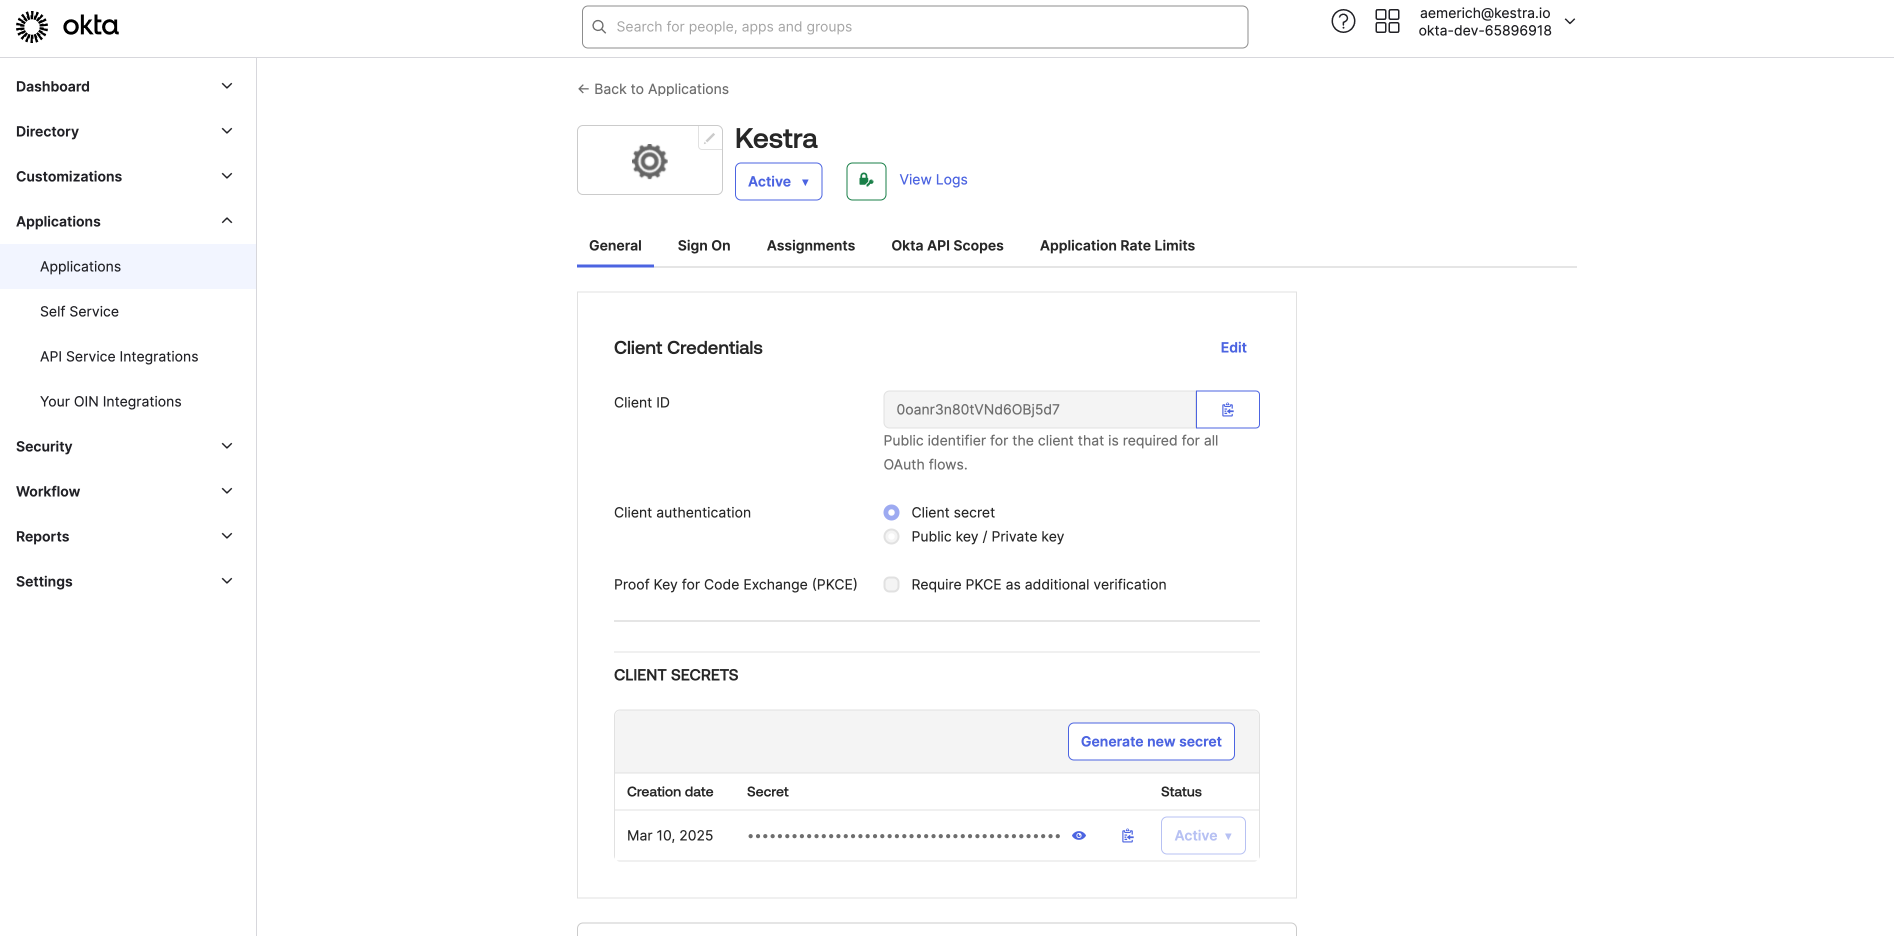 okta
Search for people, apps and groups
aemerich@kestra.io
okta-dev-65896918
Dashboard
Directory
Customizations
Applications
Applications
Self Service
API Service Integrations
Your OIN Integrations
Security
Workflow
Reports
Settings
← Back to Applications
Kestra
Active ▼
View Logs
General Sign On Assignments Okta API Scopes Application Rate Limits
Client Credentials Edit
Client ID 0oanr3n80tVNd6OBj5d7
Public identifier for the client that is required for all
OAuth flows.
Client authentication Client secret
Public key / Private key
Proof Key for Code Exchange (PKCE) Require PKCE as additional verification
CLIENT SECRETS
Generate new secret
Creation date Secret Status
Mar 10, 2025 •••••••••••••••••••••••••••••••••••••••••••• Active ▼